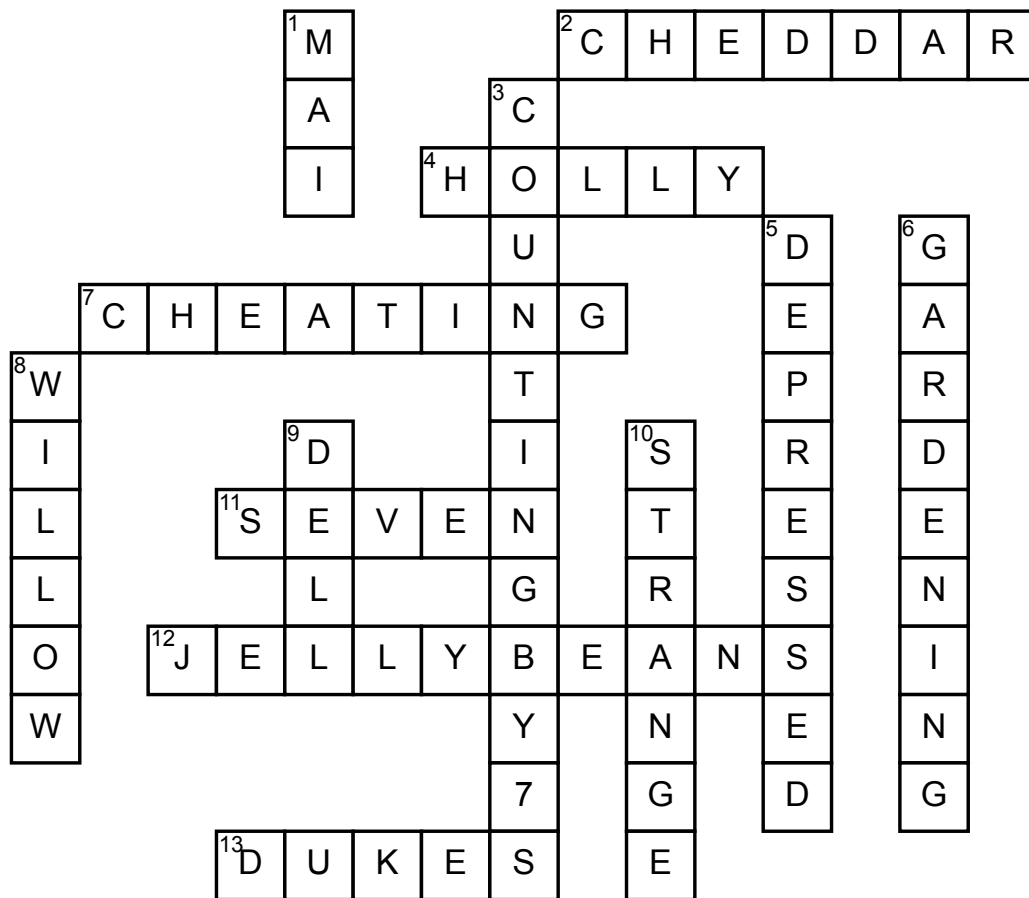 1 M 2 C H E D D A R
A 3 C
I 4 H O L L Y
U 5 D 6 G
7 C H E A T I N G E A
8 W T P R
I 9 D I 10 S R D
L 11 S E V E N T E E
L L G R S N
O 12 J E L L Y B E A N S I
W Y N E N
7 G D G
13 D U K E S E